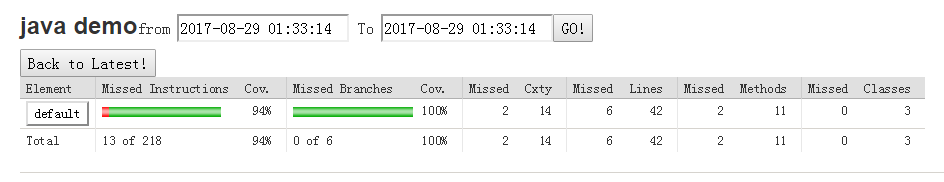 java demo from 2017-08-29 01:33:14 To 2017-08-29 01:33:14 GO!
Back to Latest!
Element Missed Instructions Cov. Missed Branches Cov. Missed Cxty Missed Lines Missed Methods Missed Classes
default 94% 100% 2 14 6 42 2 11 0 3
Total 13 of 218 94% 0 of 6 100% 2 14 6 42 2 11 0 3